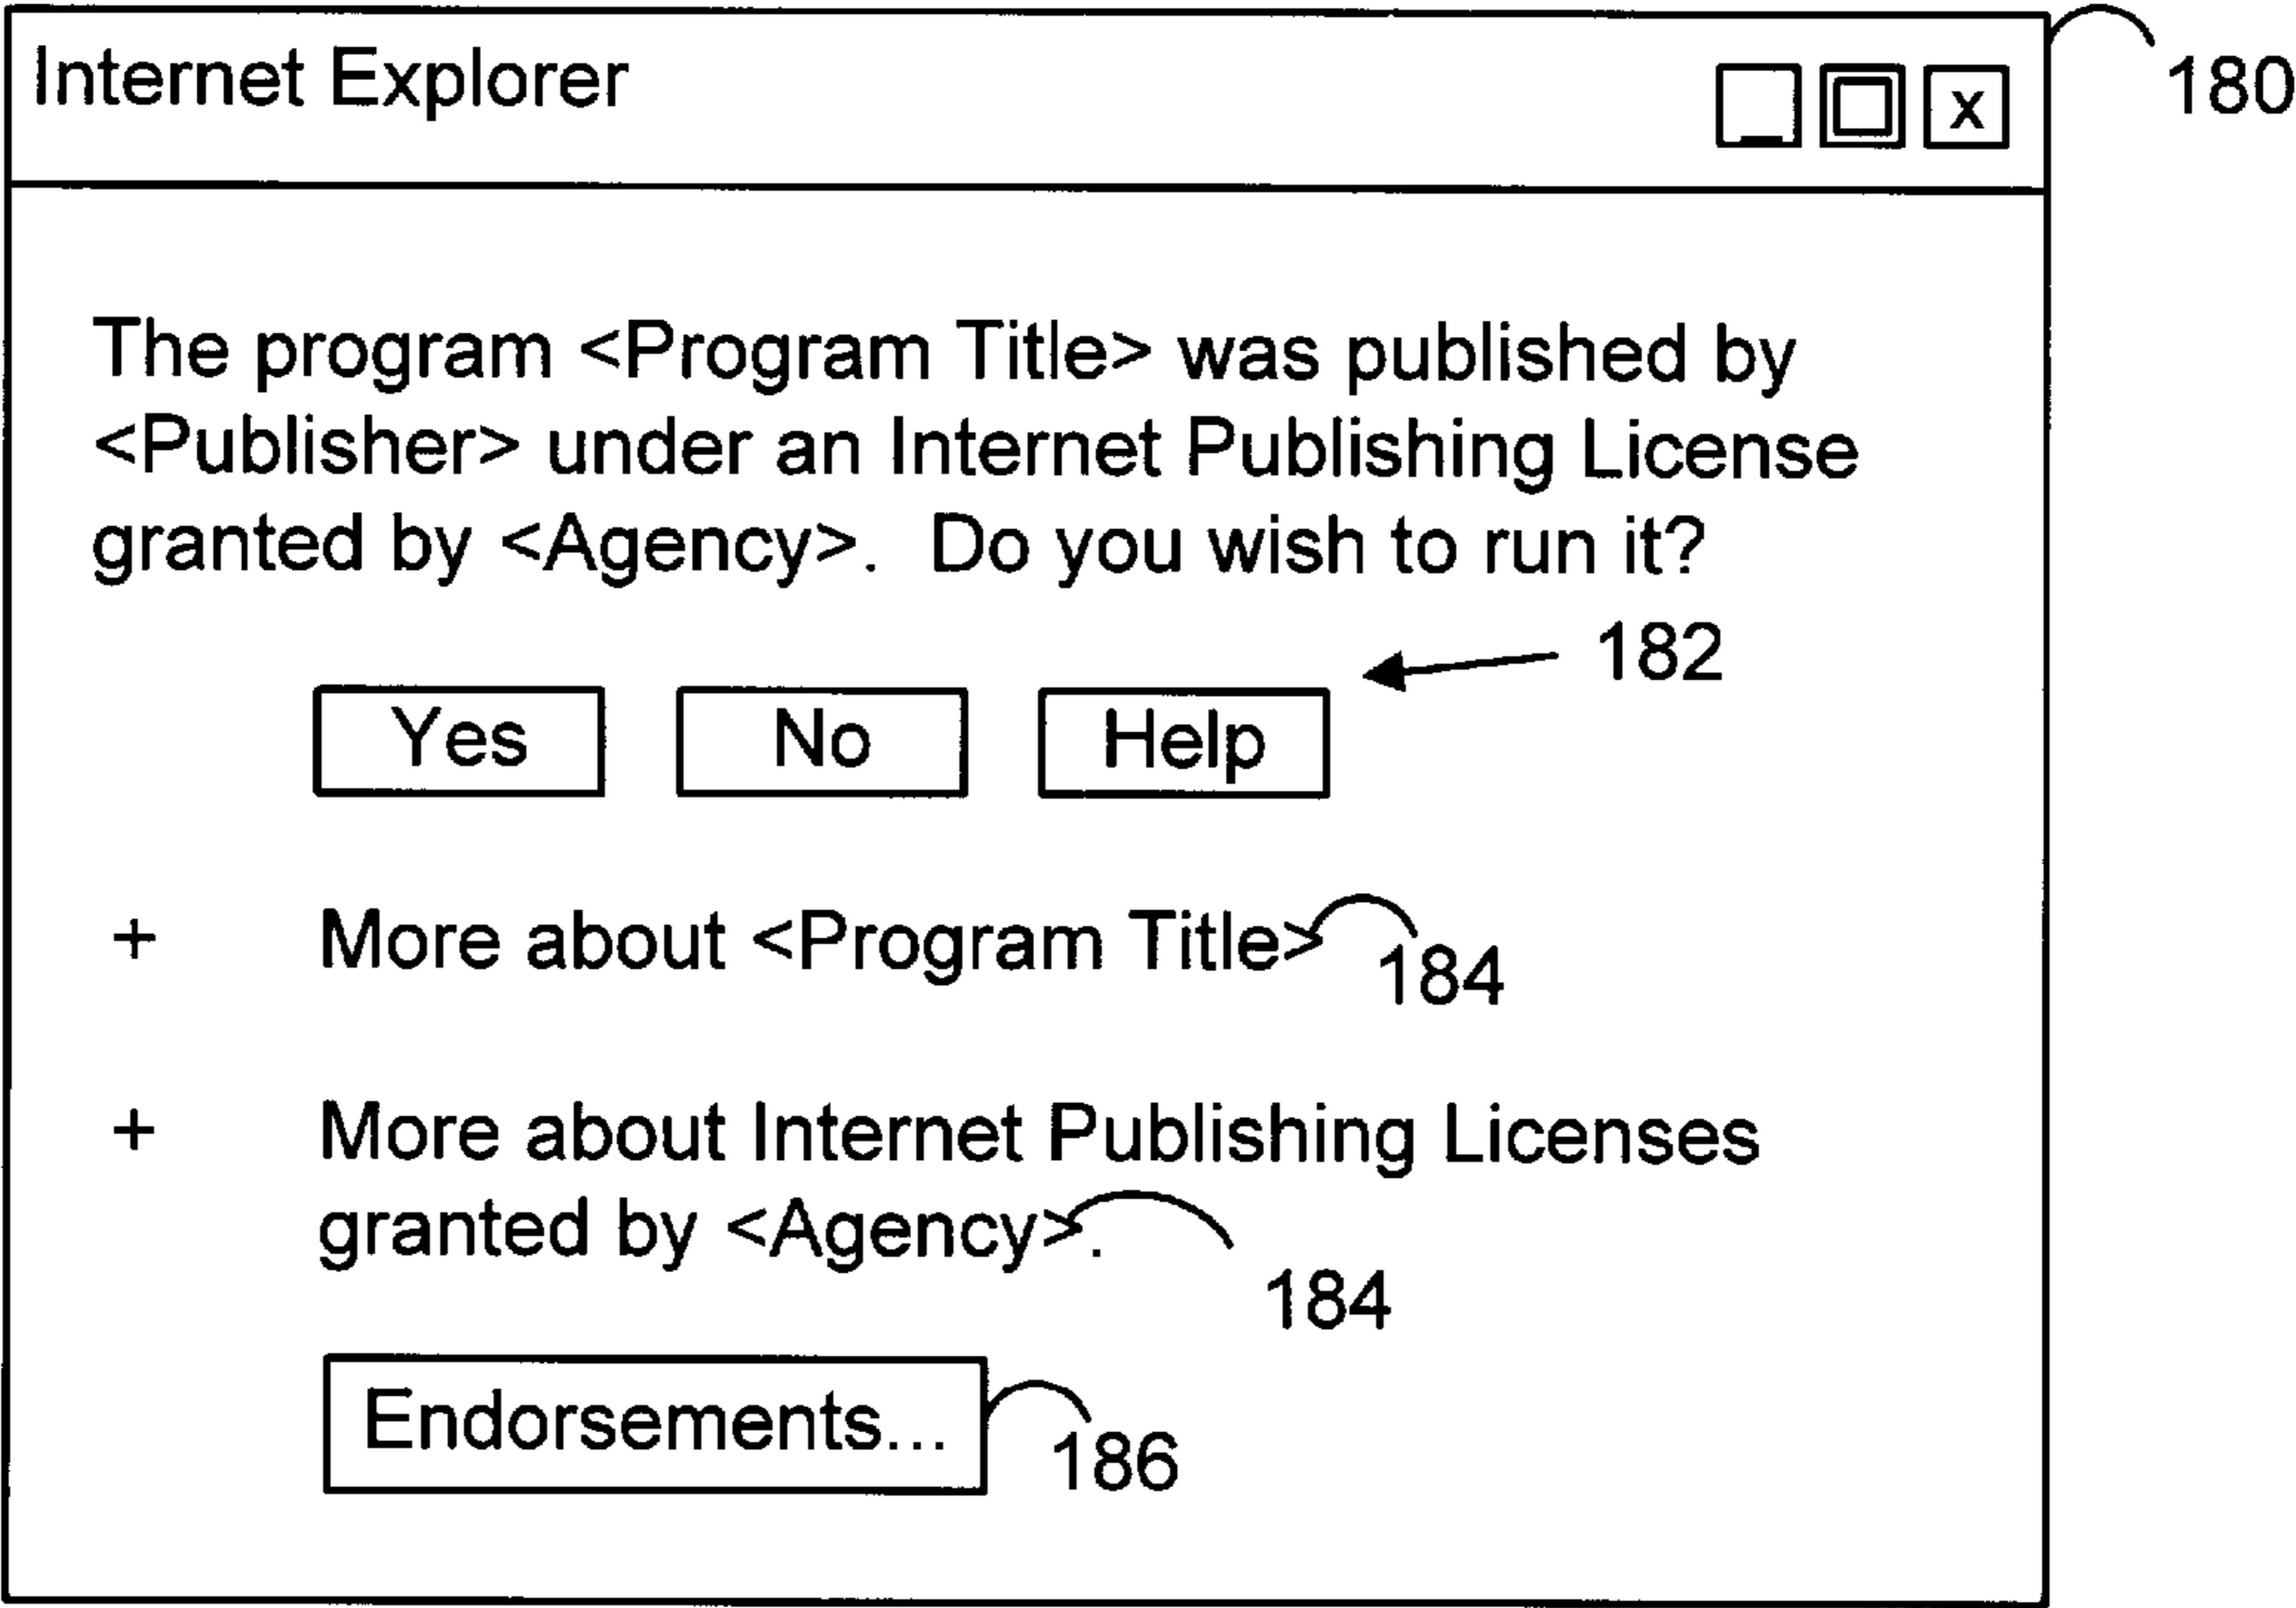 Internet Explorer
x
180
The program <Program Title> was published by
<Publisher> under an Internet Publishing License
granted by <Agency>. Do you wish to run it?
182
Yes No Help
+ More about <Program Title>
184
+ More about Internet Publishing Licenses
granted by <Agency>.
184
Endorsements...
186